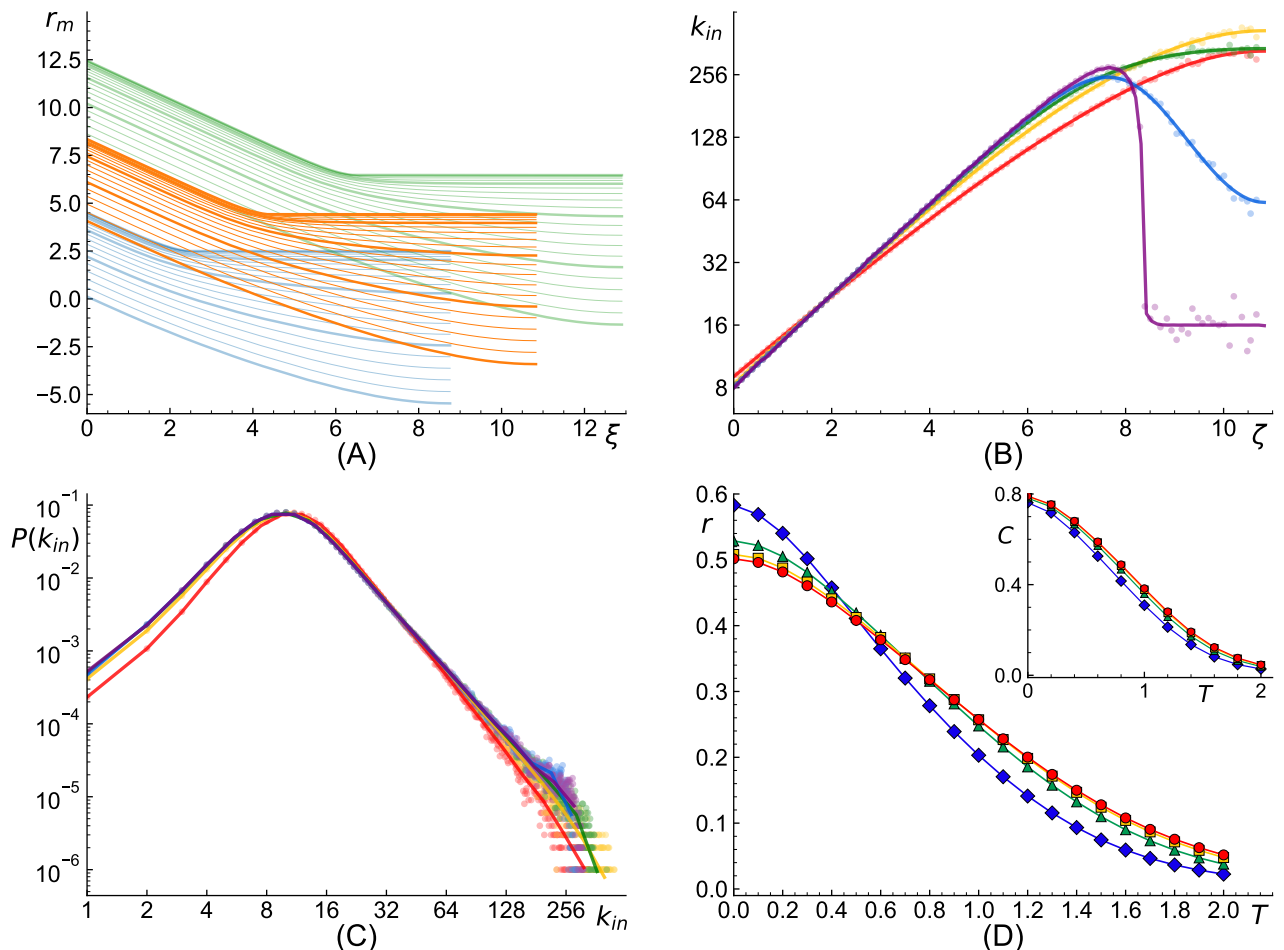 r_m
12.5
10.0
7.5
5.0
2.5
0.0
−2.5
−5.0
0 2 4 6 8 10 12 ξ
(A)
k_in
256
128
64
32
16
8
0 2 4 6 8 10 ζ
(B)
P(k_in)
10^−1
10^−2
10^−3
10^−4
10^−5
10^−6
1 2 4 8 16 32 64 128 256 k_in
(C)
r
0.6
0.5
0.4
0.3
0.2
0.1
0.0
0.0 0.2 0.4 0.6 0.8 1.0 1.2 1.4 1.6 1.8 2.0 T
(D)
0.8
C
0.4
0.0
0 1 T 2